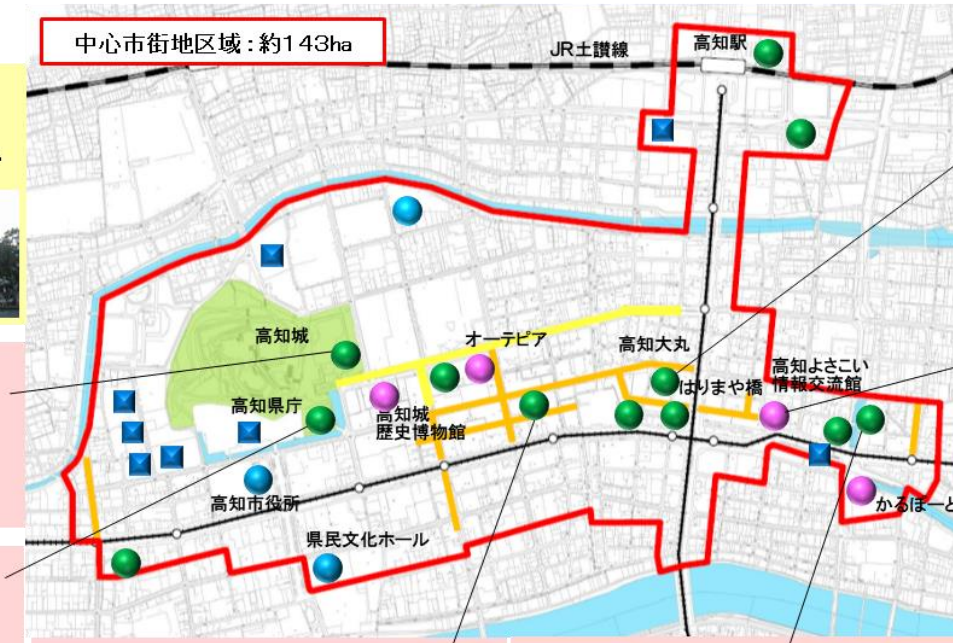 中心市街地区域：約143ha
JR土讃線
高知駅
高知城
オーテピア
高知大丸
高知県庁
高知城
歴史博物館
はりまや橋
高知よさこい
情報交流館
高知市役所
かるぽーと
県民文化ホール